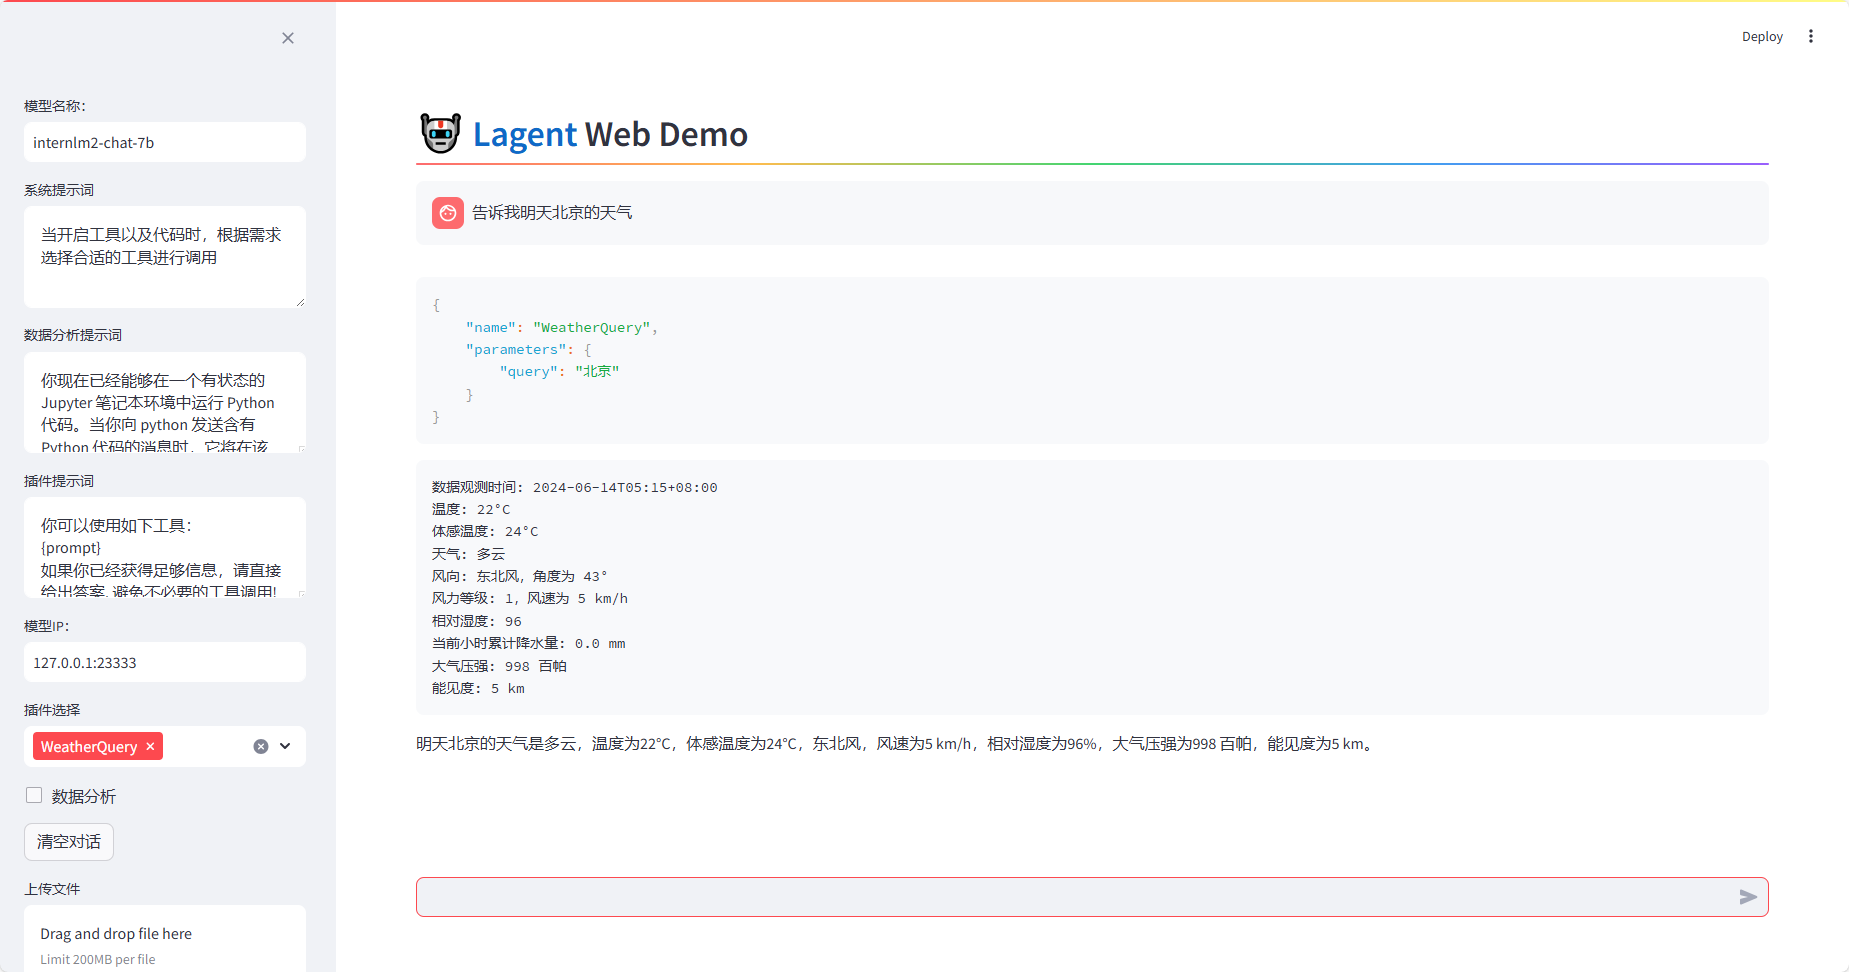 模型名称：
internlm2-chat-7b
系统提示词
当开启工具以及代码时，根据需求
选择合适的工具进行调用
数据分析提示词
你现在已经能够在一个有状态的
Jupyter 笔记本环境中运行 Python
代码。当你向 python 发送含有
Python 代码的消息时，它将在该
插件提示词
你可以使用如下工具：
{prompt}
如果你已经获得足够信息，请直接
给出答案. 避免不必要的工具调用!
模型IP：
127.0.0.1:23333
插件选择
WeatherQuery ×
数据分析
清空对话
上传文件
Drag and drop file here
Limit 200MB per file
Deploy
Lagent Web Demo
告诉我明天北京的天气
{
    "name": "WeatherQuery",
    "parameters": {
        "query": "北京"
    }
}
数据观测时间: 2024-06-14T05:15+08:00
温度: 22°C
体感温度: 24°C
天气: 多云
风向: 东北风，角度为 43°
风力等级: 1，风速为 5 km/h
相对湿度: 96
当前小时累计降水量: 0.0 mm
大气压强: 998 百帕
能见度: 5 km
明天北京的天气是多云，温度为22°C，体感温度为24°C，东北风，风速为5 km/h，相对湿度为96%，大气压强为998 百帕，能见度为5 km。